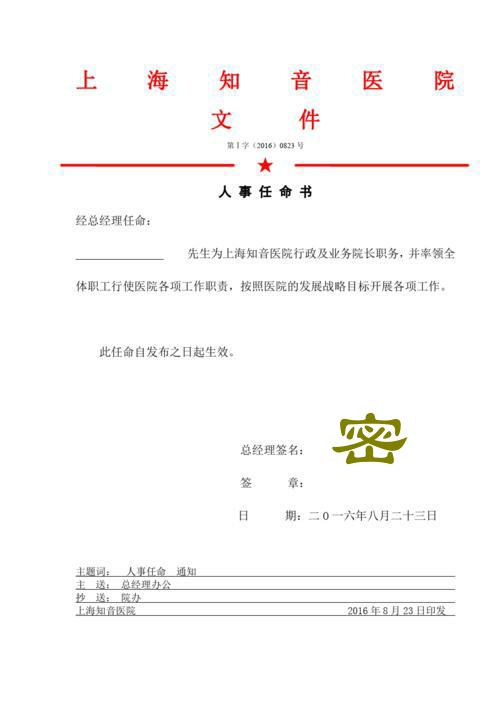 上海知音医院
文件
第Ⅰ字（2016）0823号
人事任命书
经总经理任命：
先生为上海知音医院行政及业务院长职务，并率领全
体职工行使医院各项工作职责，按照医院的发展战略目标开展各项工作。
此任命自发布之日起生效。
总经理签名：
密
签 章：
日 期：二０一六年八月二十三日
主题词： 人事任命 通知
主 送：总经理办公
抄 送：院办
上海知音医院 2016年8月23日印发